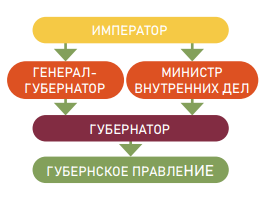 ИМПЕРАТОР
ГЕНЕРАЛ-
ГУБЕРНАТОР
МИНИСТР
ВНУТРЕННИХ ДЕЛ
ГУБЕРНАТОР
ГУБЕРНСКОЕ ПРАВЛЕНИЕ